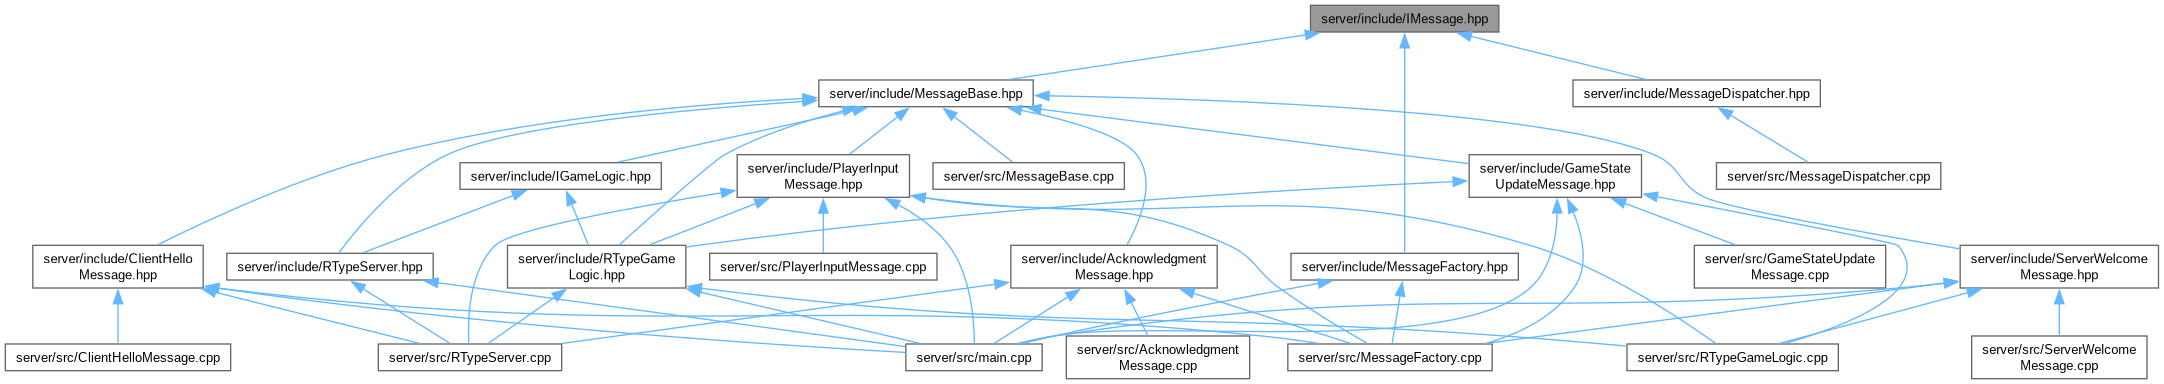 server/include/IMessage.hpp
server/include/MessageBase.hpp
server/include/MessageDispatcher.hpp
server/include/IGameLogic.hpp
server/include/PlayerInput
Message.hpp
server/src/MessageBase.cpp
server/include/GameState
UpdateMessage.hpp
server/src/MessageDispatcher.cpp
server/include/ClientHello
Message.hpp
server/include/RTypeServer.hpp
server/include/RTypeGame
Logic.hpp
server/src/PlayerInputMessage.cpp
server/include/Acknowledgment
Message.hpp
server/include/MessageFactory.hpp
server/src/GameStateUpdate
Message.cpp
server/include/ServerWelcome
Message.hpp
server/src/ClientHelloMessage.cpp
server/src/RTypeServer.cpp
server/src/main.cpp
server/src/Acknowledgment
Message.cpp
server/src/MessageFactory.cpp
server/src/RTypeGameLogic.cpp
server/src/ServerWelcome
Message.cpp